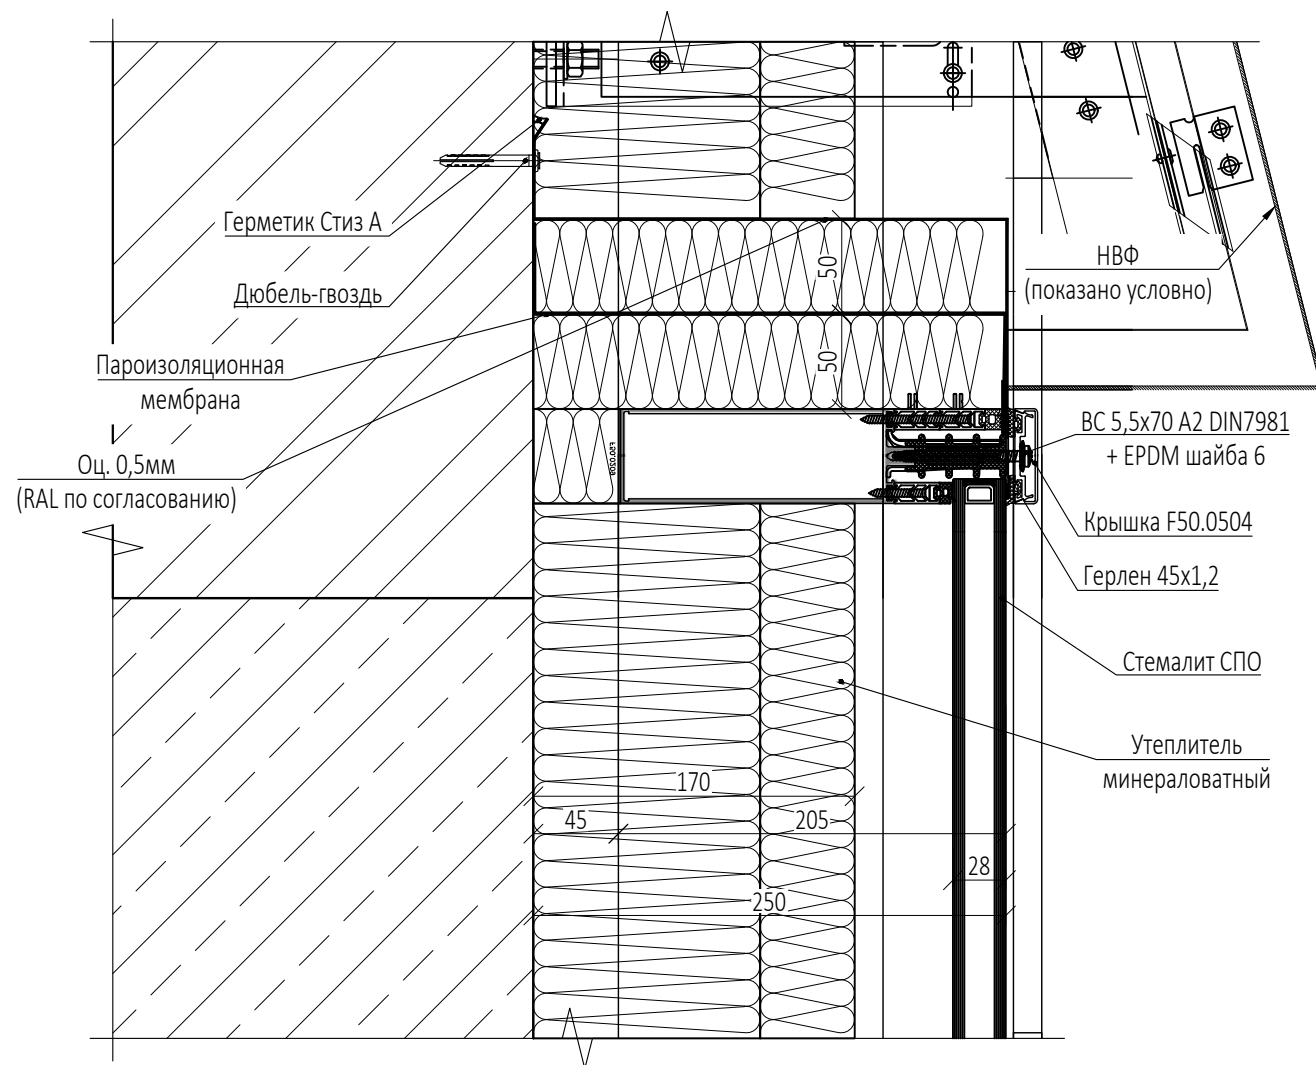 Герметик Стиз А
Дюбель-гвоздь
Пароизоляционная
мембрана
Оц. 0,5мм
(RAL по согласованию)
50
50
НВФ
(показано условно)
F50.0209
ВС 5,5х70 А2 DIN7981
+ EPDM шайба 6
Крышка F50.0504
Герлен 45х1,2
Стемалит СПО
Утеплитель
минераловатный
170
45
205
28
250